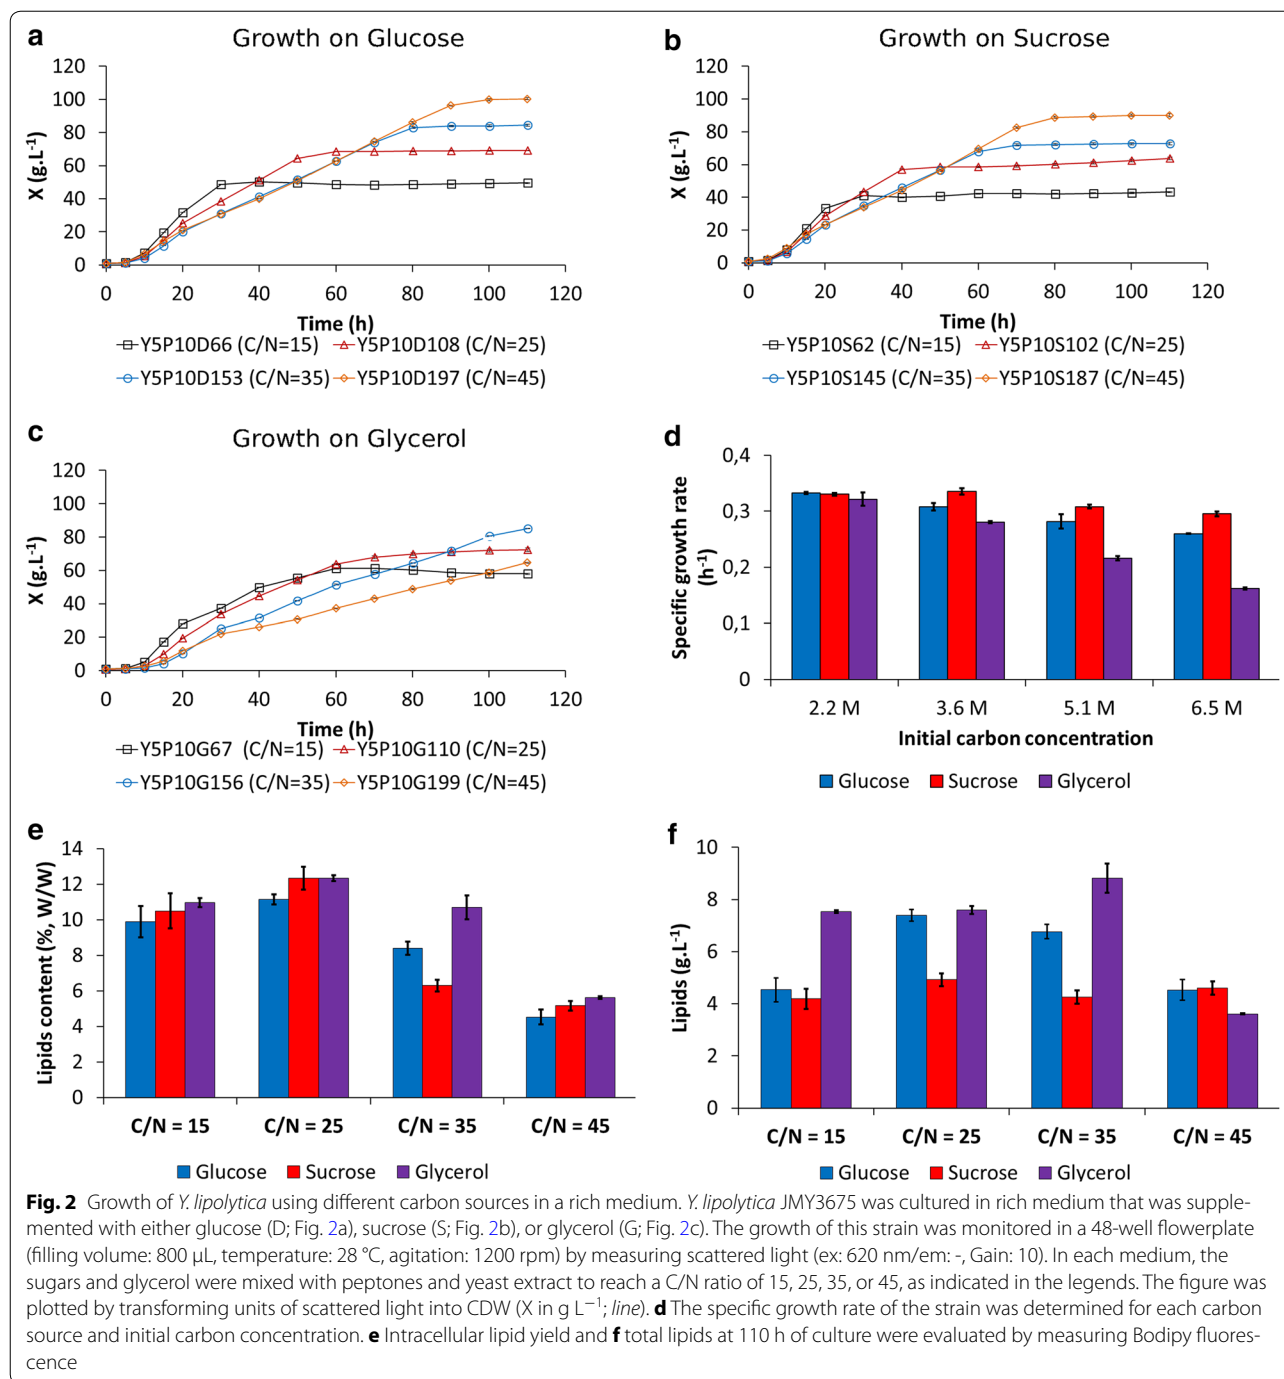 a
Growth on Glucose
120
100
80
60
40
20
0
X (g.L-1)
0 20 40 60 80 100 120
Time (h)
Y5P10D66 (C/N=15) Y5P10D108 (C/N=25)
Y5P10D153 (C/N=35) Y5P10D197 (C/N=45)
b
Growth on Sucrose
120
100
80
60
40
20
0
X (g.L-1)
0 20 40 60 80 100 120
Time (h)
Y5P10S62 (C/N=15) Y5P10S102 (C/N=25)
Y5P10S145 (C/N=35) Y5P10S187 (C/N=45)
c
Growth on Glycerol
120
100
80
60
40
20
0
X (g.L-1)
0 20 40 60 80 100 120
Time (h)
Y5P10G67 (C/N=15) Y5P10G110 (C/N=25)
Y5P10G156 (C/N=35) Y5P10G199 (C/N=45)
d
0,4
0,3
0,2
0,1
0
Specific growth rate
(h-1)
2.2 M 3.6 M 5.1 M 6.5 M
Initial carbon concentration
Glucose Sucrose Glycerol
e
14
12
10
8
6
4
2
0
Lipids content (%, W/W)
C/N = 15 C/N = 25 C/N = 35 C/N = 45
Glucose Sucrose Glycerol
f
10
8
6
4
2
0
Lipids (g.L-1)
C/N = 15 C/N = 25 C/N = 35 C/N = 45
Glucose Sucrose Glycerol
Fig. 2 Growth of Y. lipolytica using different carbon sources in a rich medium. Y. lipolytica JMY3675 was cultured in rich medium that was supple-
mented with either glucose (D; Fig. 2a), sucrose (S; Fig. 2b), or glycerol (G; Fig. 2c). The growth of this strain was monitored in a 48-well flowerplate
(filling volume: 800 μL, temperature: 28 °C, agitation: 1200 rpm) by measuring scattered light (ex: 620 nm/em: -, Gain: 10). In each medium, the
sugars and glycerol were mixed with peptones and yeast extract to reach a C/N ratio of 15, 25, 35, or 45, as indicated in the legends. The figure was
plotted by transforming units of scattered light into CDW (X in g L−1; line). d The specific growth rate of the strain was determined for each carbon
source and initial carbon concentration. e Intracellular lipid yield and f total lipids at 110 h of culture were evaluated by measuring Bodipy fluores-
cence